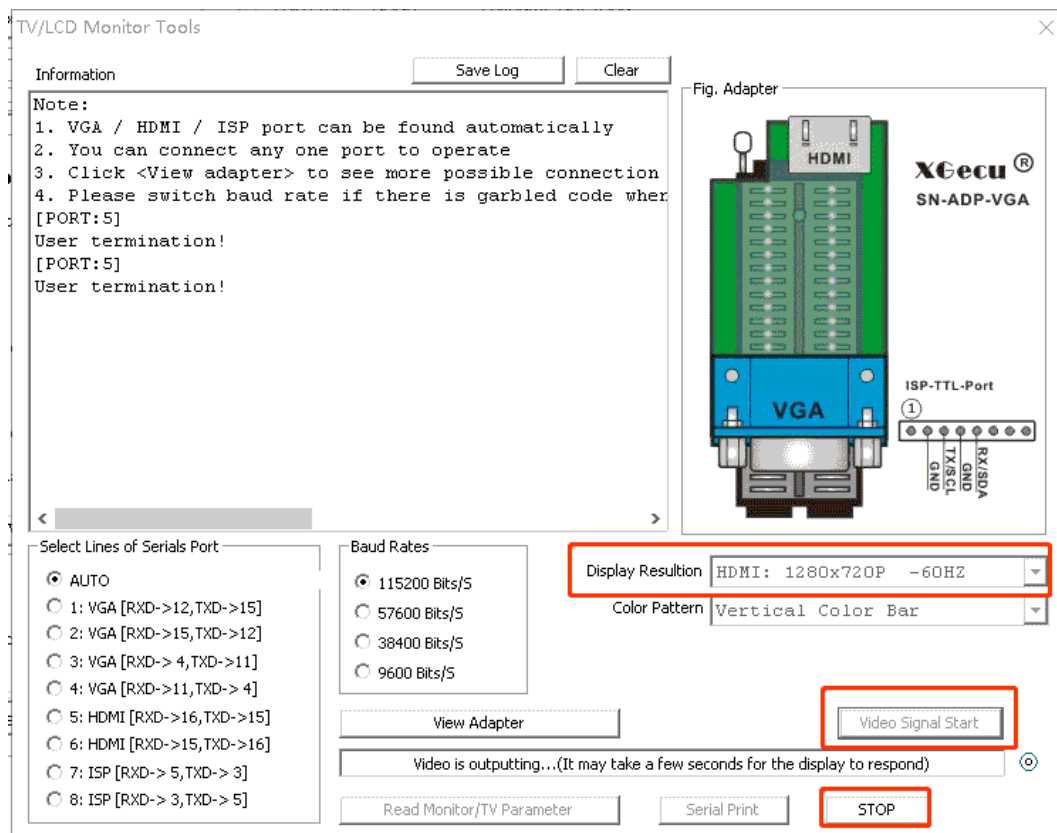 TV/LCD Monitor Tools
Information
Save Log
Clear
Note:
1. VGA / HDMI / ISP port can be found automatically
2. You can connect any one port to operate
3. Click <View adapter> to see more possible connection
4. Please switch baud rate if there is garbled code when
[PORT:5]
User termination!
[PORT:5]
User termination!
Fig. Adapter
HDMI
XGecu ®
SN-ADP-VGA
VGA
ISP-TTL-Port
1
GND
TX/SCL
GND
RX/SDA
Select Lines of Serials Port
AUTO
1: VGA [RXD->12,TXD->15]
2: VGA [RXD->15,TXD->12]
3: VGA [RXD-> 4,TXD->11]
4: VGA [RXD->11,TXD-> 4]
5: HDMI [RXD->16,TXD->15]
6: HDMI [RXD->15,TXD->16]
7: ISP [RXD-> 5,TXD-> 3]
8: ISP [RXD-> 3,TXD-> 5]
Baud Rates
115200 Bits/S
57600 Bits/S
38400 Bits/S
9600 Bits/S
Display Resultion
HDMI: 1280x720P -60HZ
Color Pattern
Vertical Color Bar
View Adapter
Video Signal Start
Video is outputting...(It may take a few seconds for the display to respond)
Read Monitor/TV Parameter
Serial Print
STOP